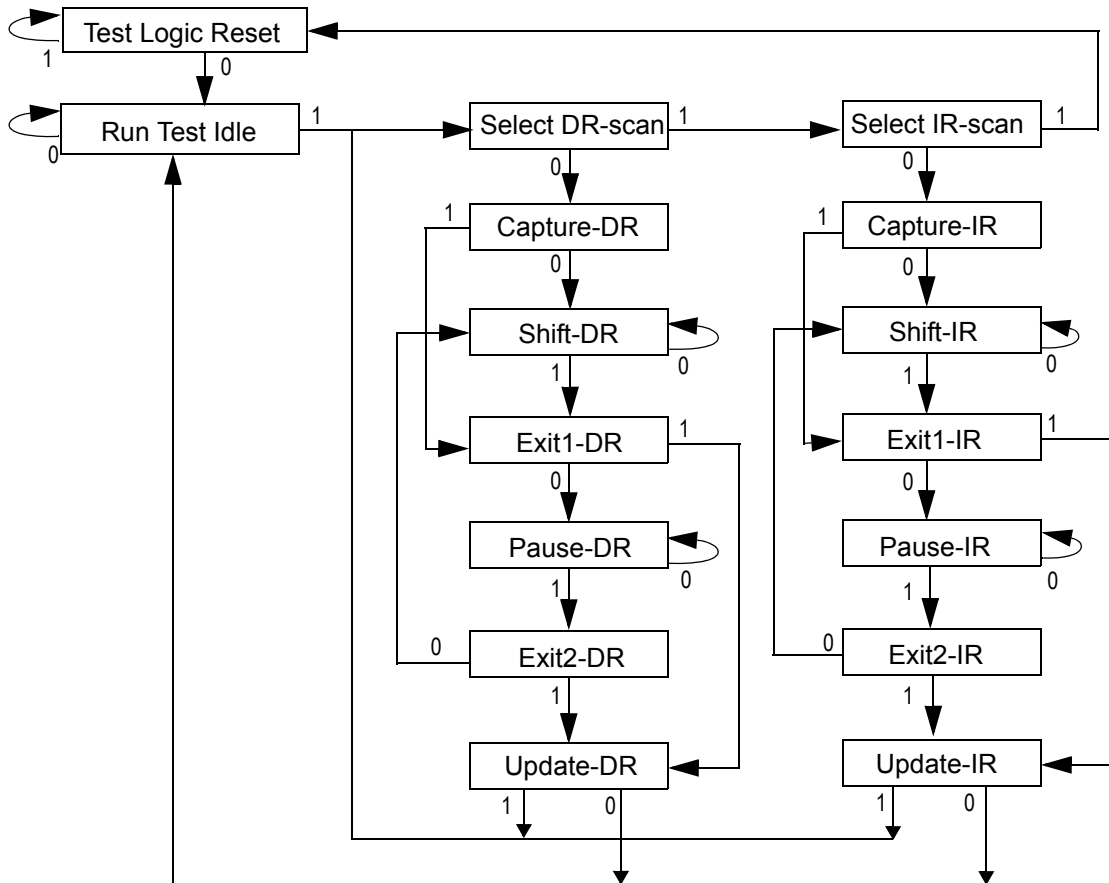 Test Logic Reset
1
0
Run Test Idle
1
0
Select DR-scan
1
0
Select IR-scan
1
0
1
Capture-DR
0
1
Capture-IR
0
Shift-DR
0
1
Shift-IR
0
1
Exit1-DR
1
0
Exit1-IR
1
0
Pause-DR
0
1
Pause-IR
0
1
0
Exit2-DR
1
0
Exit2-IR
1
Update-DR
1
0
Update-IR
1
0